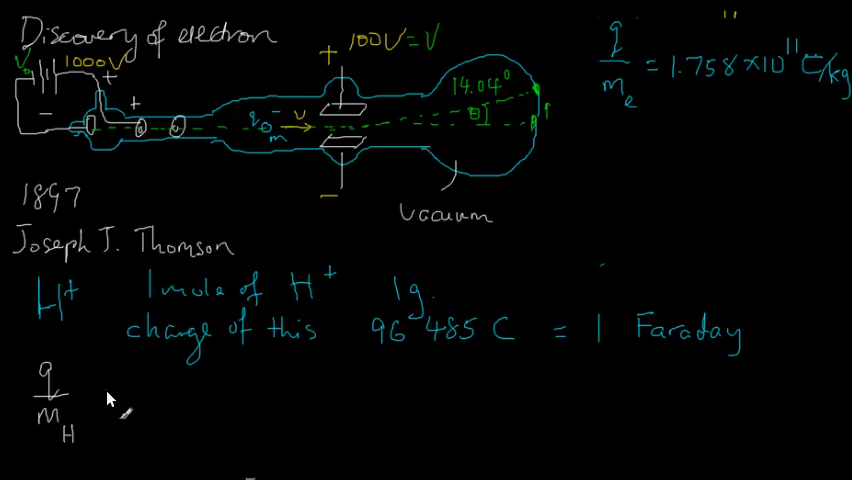 Discovery of electron
+ 100V = V
q/mₑ = 1.758 × 10¹¹ C/kg
V₀ 1000V
+
+
−
14.04°
θ
q −
m
v
−
vacuum
1897
Joseph J. Thomson
H⁺ 1 mole of H⁺ 1g.
charge of this 96 485 C = 1 Faraday
q/m_H